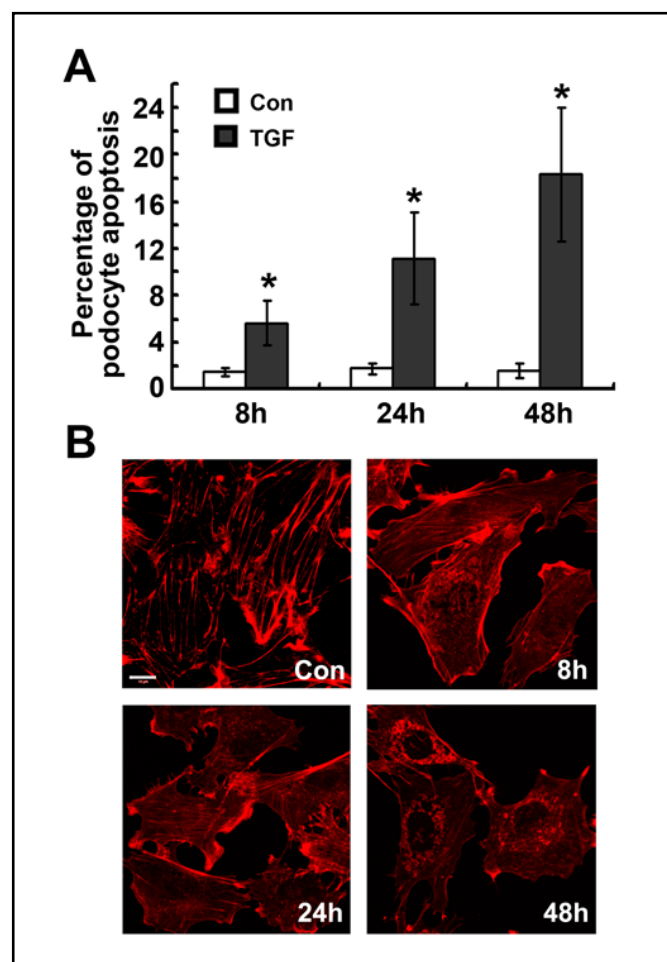 A
24
20
16
12
8
4
0
Percentage of
podocyte apoptosis
Con
TGF
*
*
*
8h
24h
48h
B
Con
8h
24h
48h